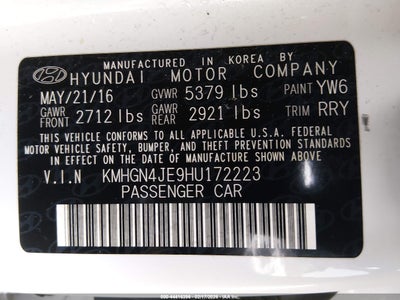 MANUFACTURED IN KOREA BY
HYUNDAI MOTOR COMPANY
MAY/21/16 GVWR 5379 lbs PAINT YW6
GAWR FRONT 2712 lbs GAWR REAR 2921 lbs TRIM RRY
THIS VEHICLE CONFORMS TO ALL APPLICABLE U.S.A. FEDERAL
MOTOR VEHICLE SAFETY, BUMPER, AND THEFT PREVENTION
STANDARDS IN EFFECT ON THE DATE OF MANUFACTURE SHOWN ABOVE.
V.I.N KMHGN4JE9HU172223
PASSENGER CAR